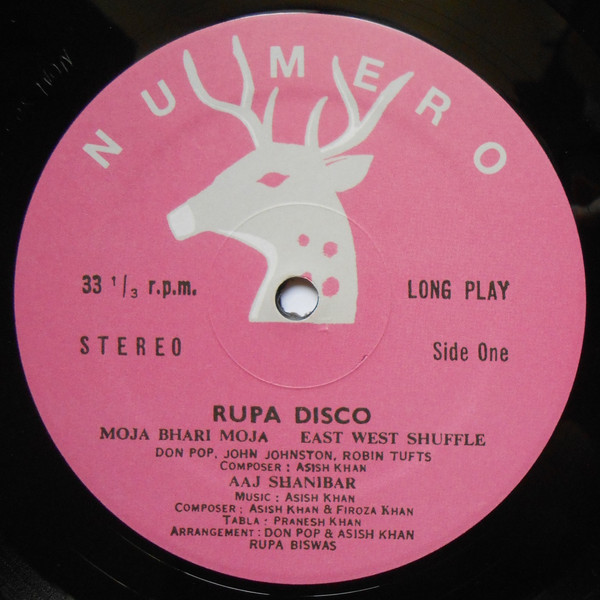 NUMERO
33 1/3 r.p.m.
LONG PLAY
STEREO
Side One
RUPA DISCO
MOJA BHARI MOJA EAST WEST SHUFFLE
DON POP, JOHN JOHNSTON, ROBIN TUFTS
COMPOSER : ASISH KHAN
AAJ SHANIBAR
MUSIC : ASISH KHAN
COMPOSER : ASISH KHAN & FIROZA KHAN
TABLA : PRANESH KHAN
ARRANGEMENT : DON POP & ASISH KHAN
RUPA BISWAS